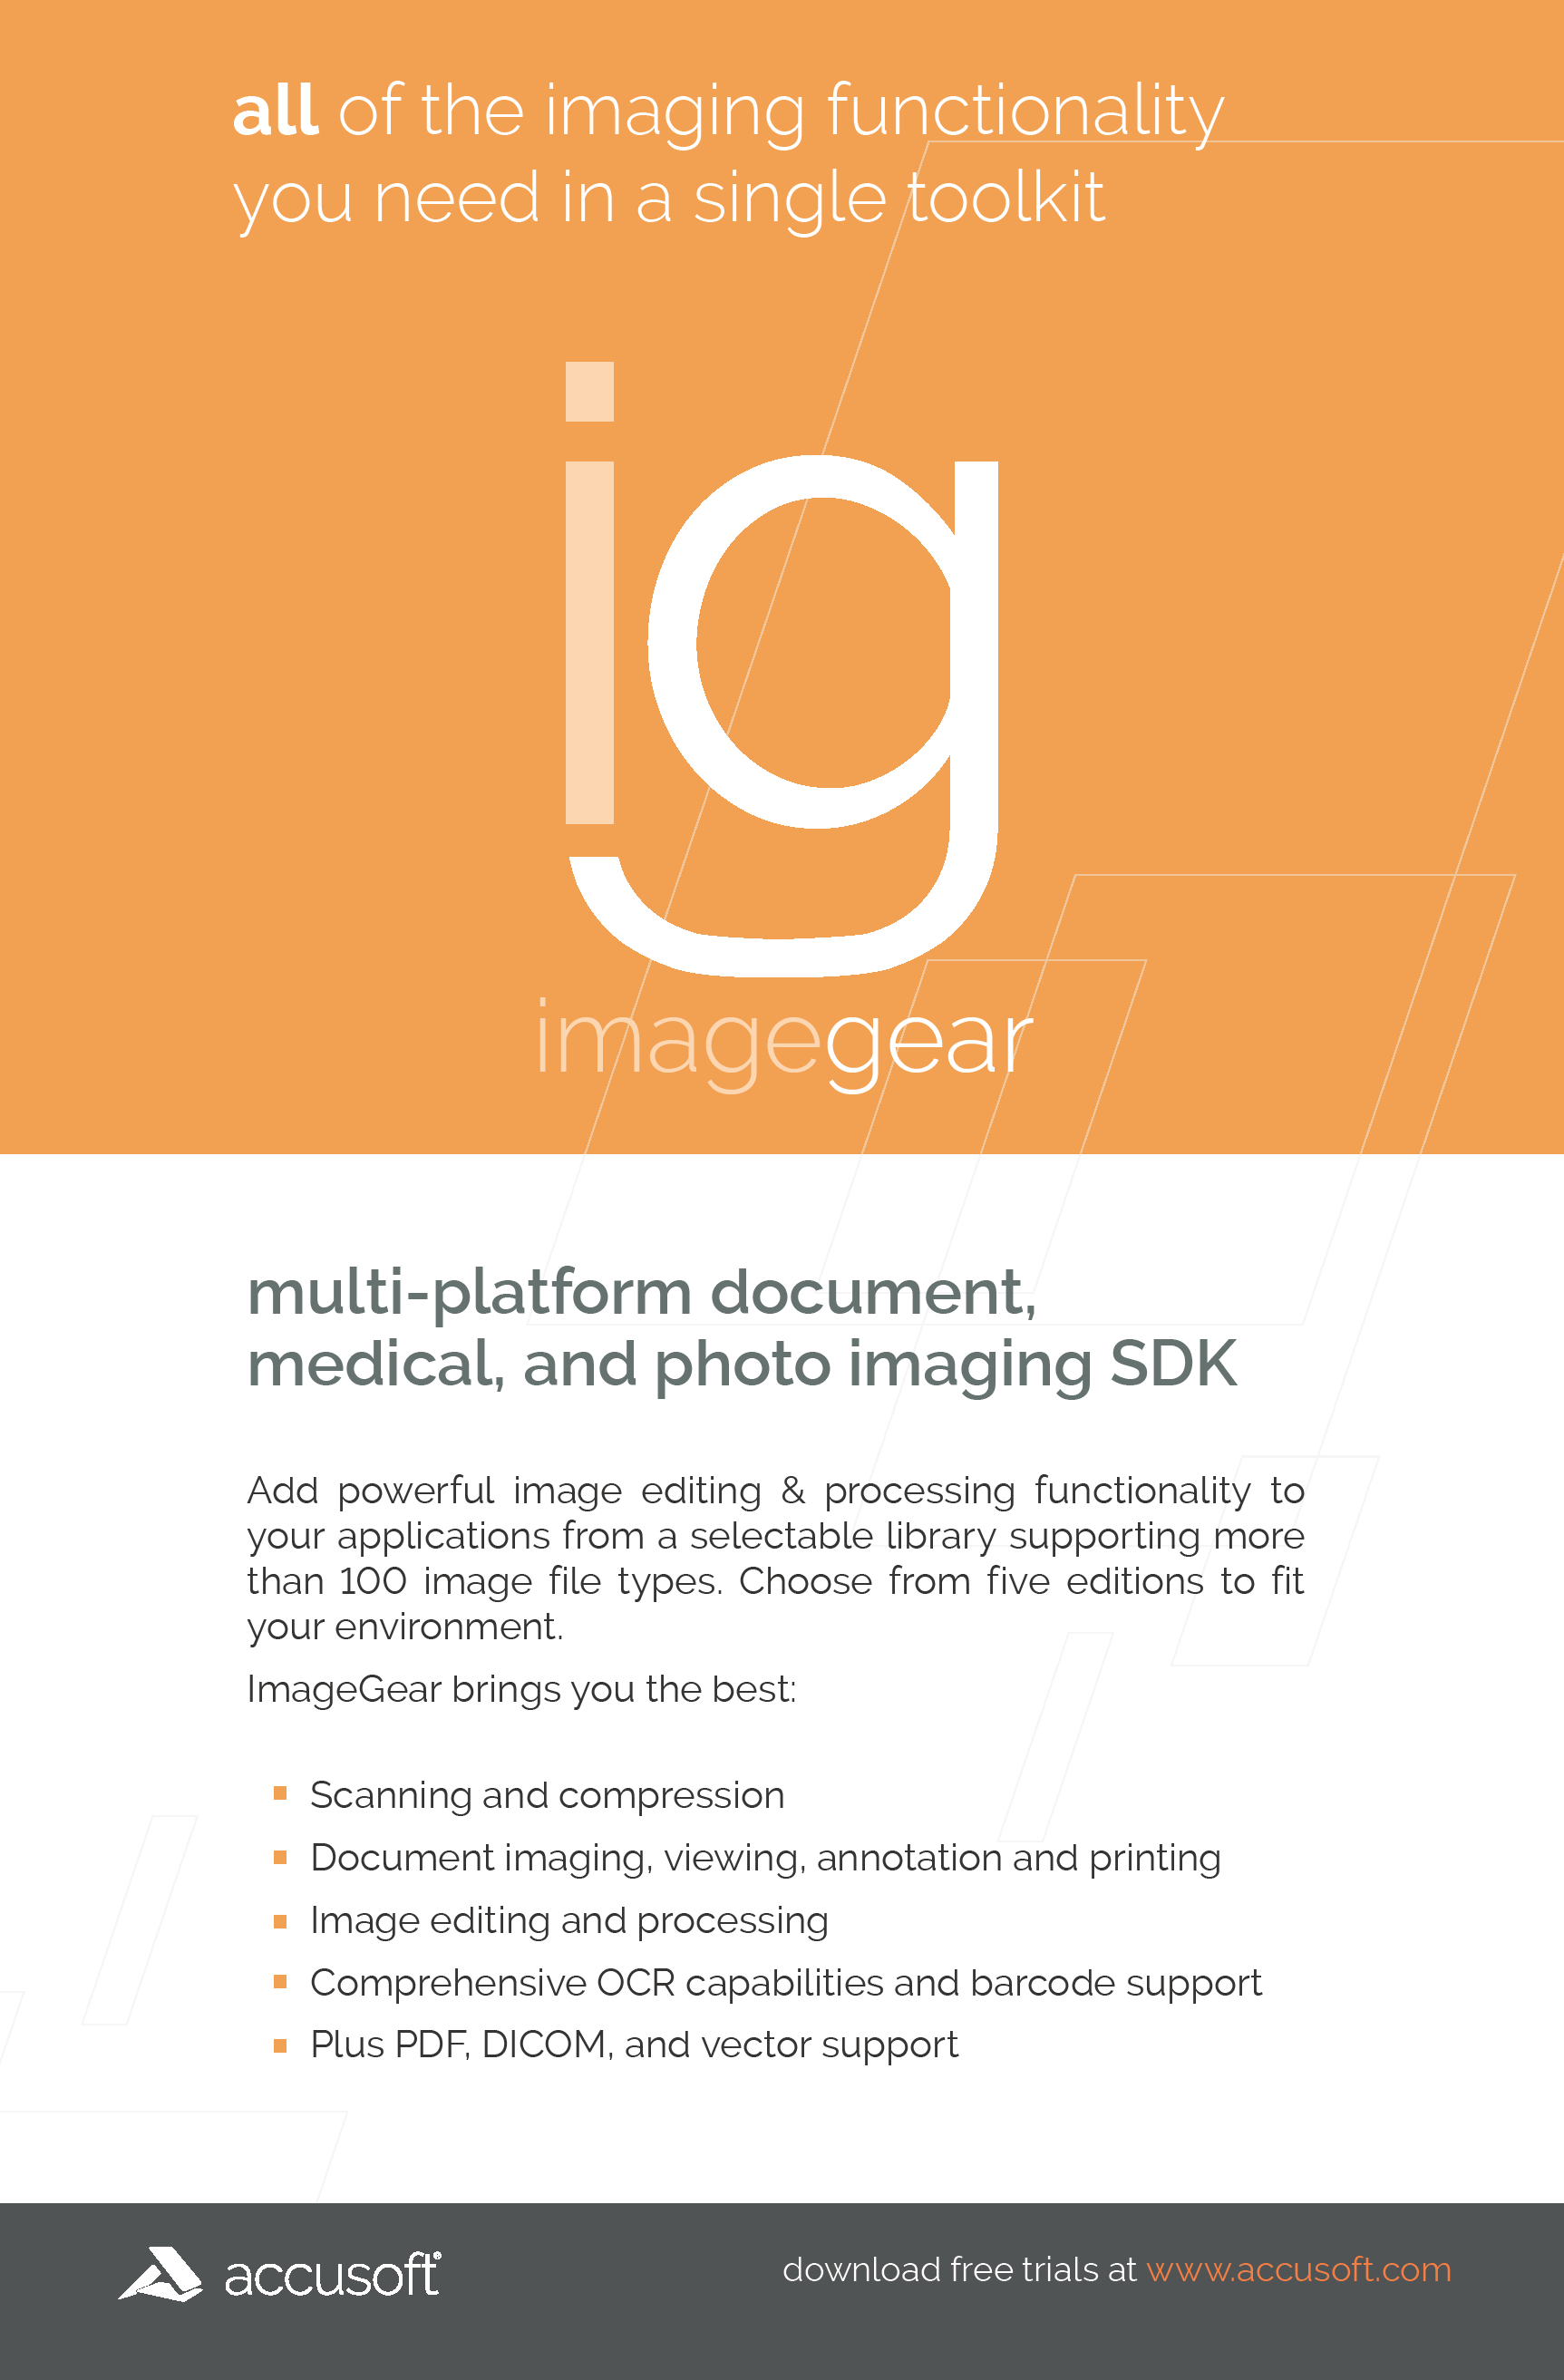 all of the imaging functionality
you need in a single toolkit
ig
imagegear
multi-platform document,
medical, and photo imaging SDK
Add powerful image editing & processing functionality to
your applications from a selectable library supporting more
than 100 image file types. Choose from five editions to fit
your environment.
ImageGear brings you the best:
Scanning and compression
Document imaging, viewing, annotation and printing
Image editing and processing
Comprehensive OCR capabilities and barcode support
Plus PDF, DICOM, and vector support
accusoft®
download free trials at www.accusoft.com